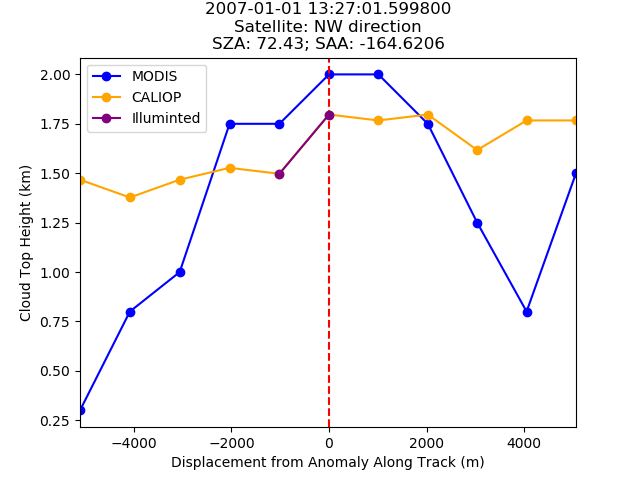 2007-01-01 13:27:01.599800
Satellite: NW direction
SZA: 72.43; SAA: -164.6206
MODIS
CALIOP
Illuminted
2.00
1.75
1.50
1.25
1.00
0.75
0.50
0.25
Cloud Top Height (km)
−4000
−2000
0
2000
4000
Displacement from Anomaly Along Track (m)